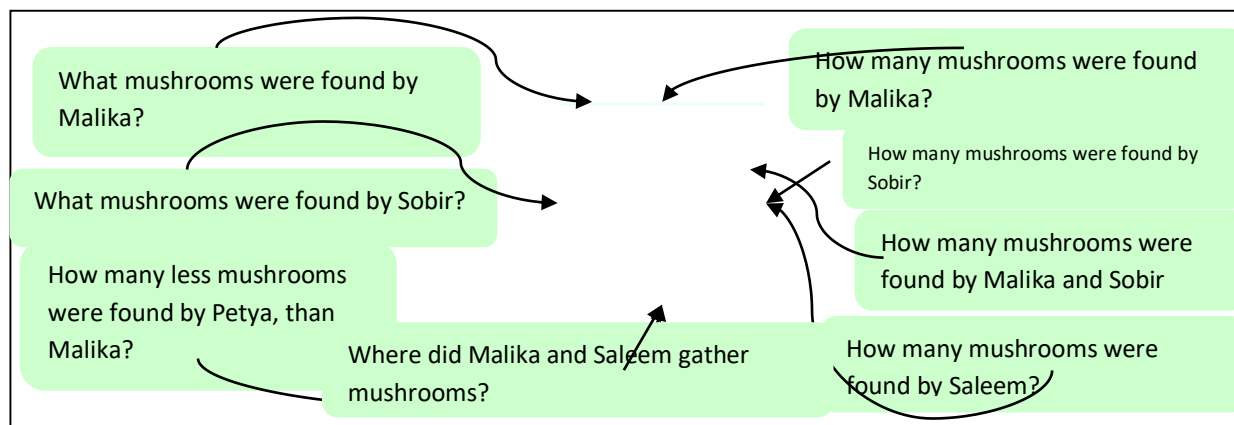 What mushrooms were found by
Malika?
How many mushrooms were found
by Malika?
How many mushrooms were found by
Sobir?
What mushrooms were found by Sobir?
How many mushrooms were
found by Malika and Sobir
How many less mushrooms
were found by Petya, than
Malika?
Where did Malika and Saleem gather
mushrooms?
How many mushrooms were
found by Saleem?